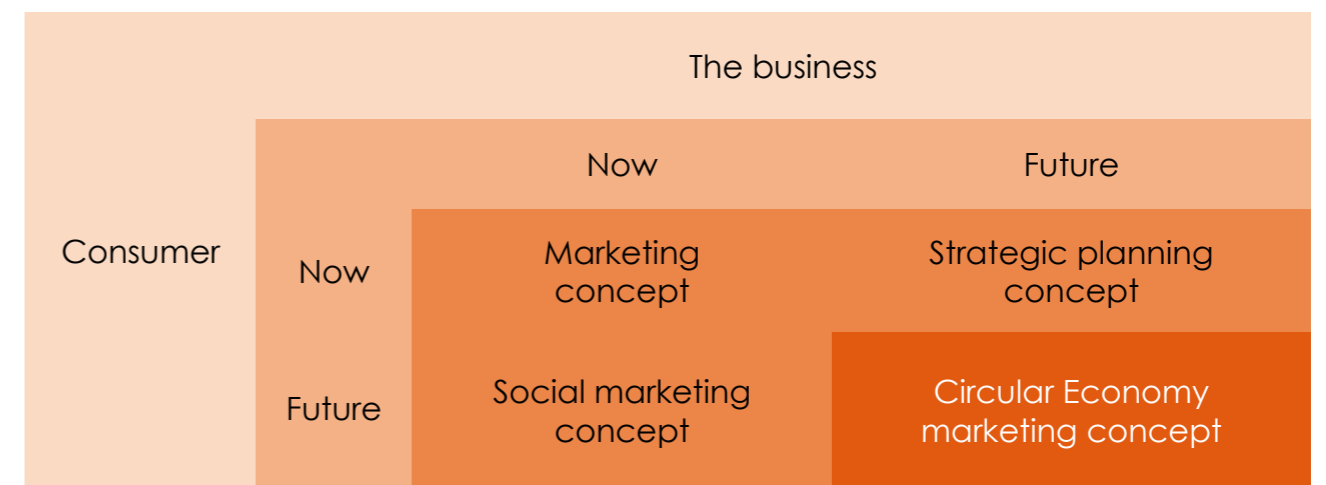 The business
Now
Future
Consumer
Now
Marketing
concept
Strategic planning
concept
Future
Social marketing
concept
Circular Economy
marketing concept